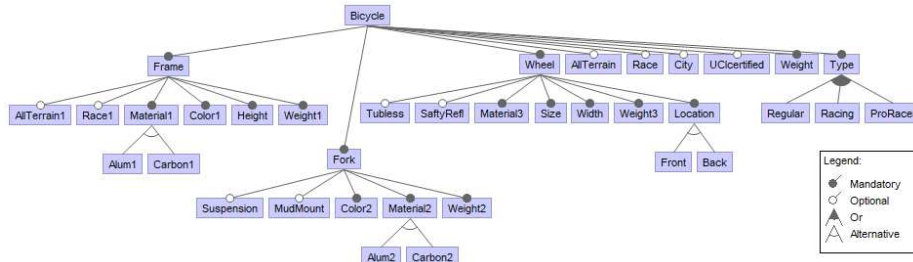 Bicycle
Frame Wheel AllTerrain Race City UCIcertified Weight Type
AllTerrain1 Race1 Material1 Color1 Height Weight1 Tubless SaftyRefl Material3 Size Width Weight3 Location Regular Racing ProRace
Alum1 Carbon1 Fork Front Back
Suspension MudMount Color2 Material2 Weight2
Alum2 Carbon2
Legend:
Mandatory
Optional
Or
Alternative